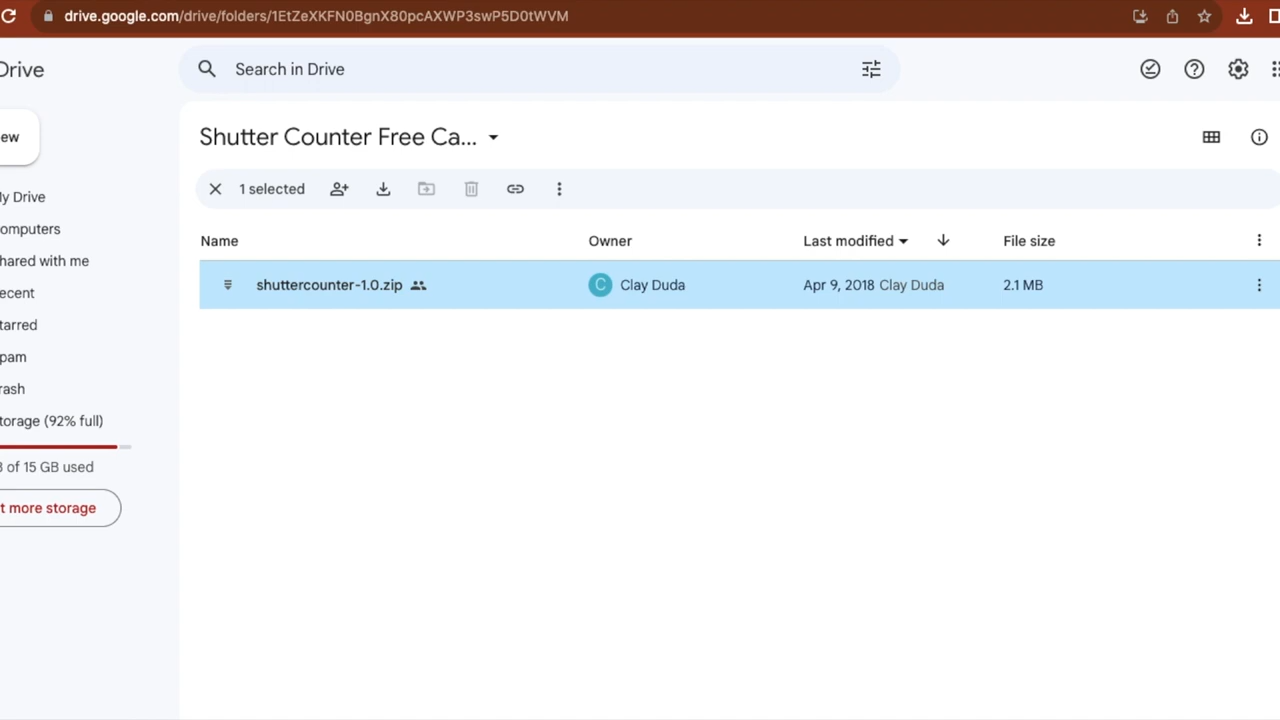 drive.google.com/drive/folders/1EtZeXKFN0BgnX80pcAXWP3swP5D0tWVM
Drive
Search in Drive
ew
Shutter Counter Free Ca...
1 selected
My Drive
omputers
hared with me
ecent
tarred
pam
rash
torage (92% full)
B of 15 GB used
t more storage
Name Owner Last modified File size
shuttercounter-1.0.zip C Clay Duda Apr 9, 2018 Clay Duda 2.1 MB